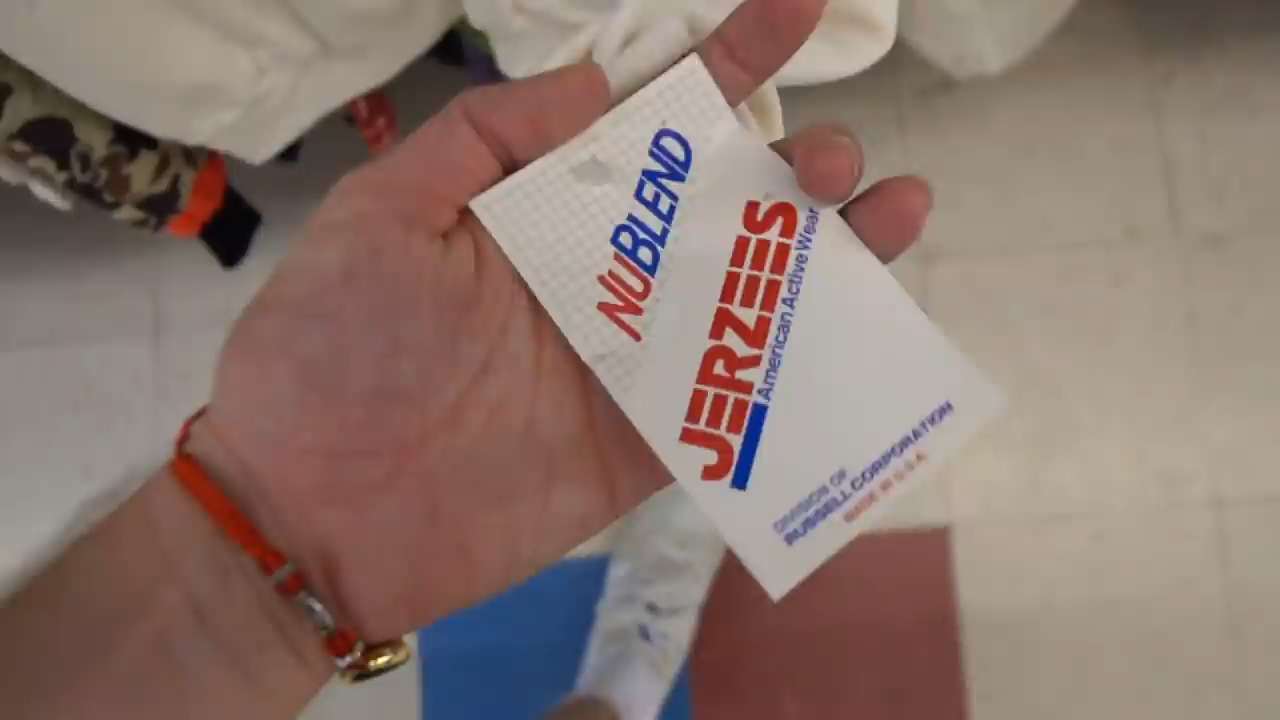 NUBLEND
JERZEES
American Active Wear
DIVISION OF
RUSSELL CORPORATION
MADE IN U.S.A.